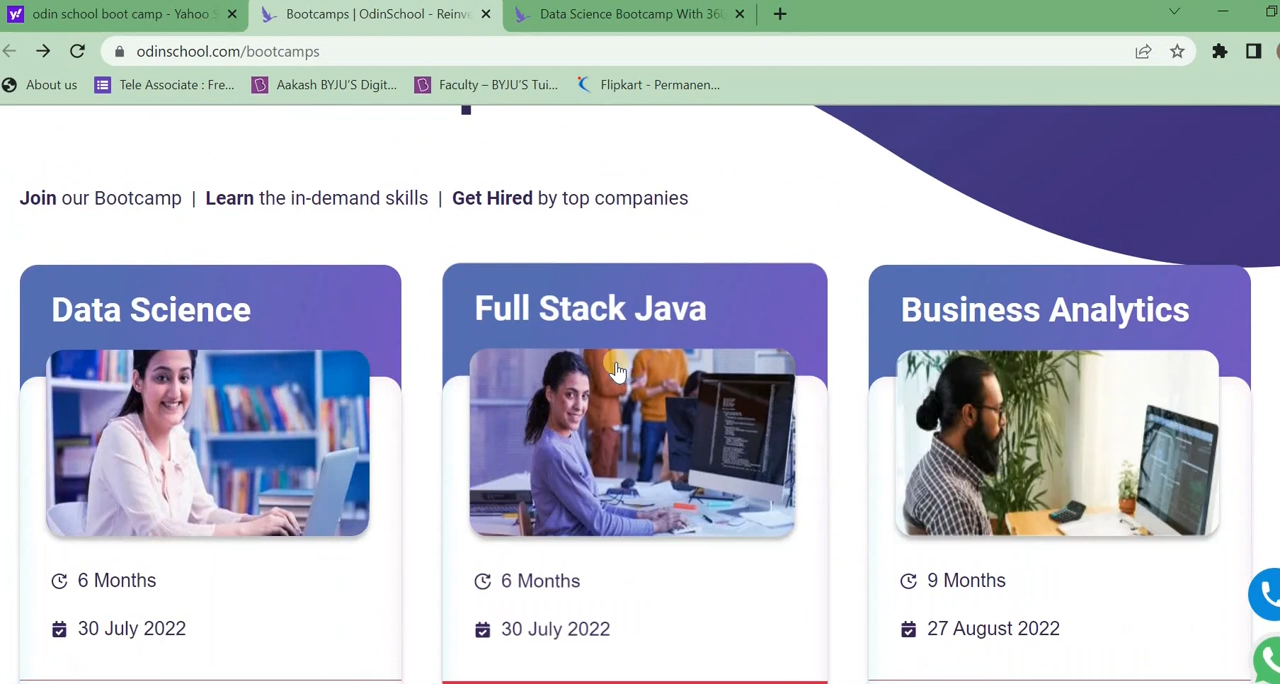 odin school boot camp - Yahoo S
Bootcamps | OdinSchool - Reinve
Data Science Bootcamp With 360
odinschool.com/bootcamps
About us
Tele Associate : Fre...
Aakash BYJU'S Digit...
Faculty – BYJU'S Tui...
Flipkart - Permanen...
Join our Bootcamp | Learn the in-demand skills | Get Hired by top companies
Data Science
6 Months
30 July 2022
Full Stack Java
6 Months
30 July 2022
Business Analytics
9 Months
27 August 2022